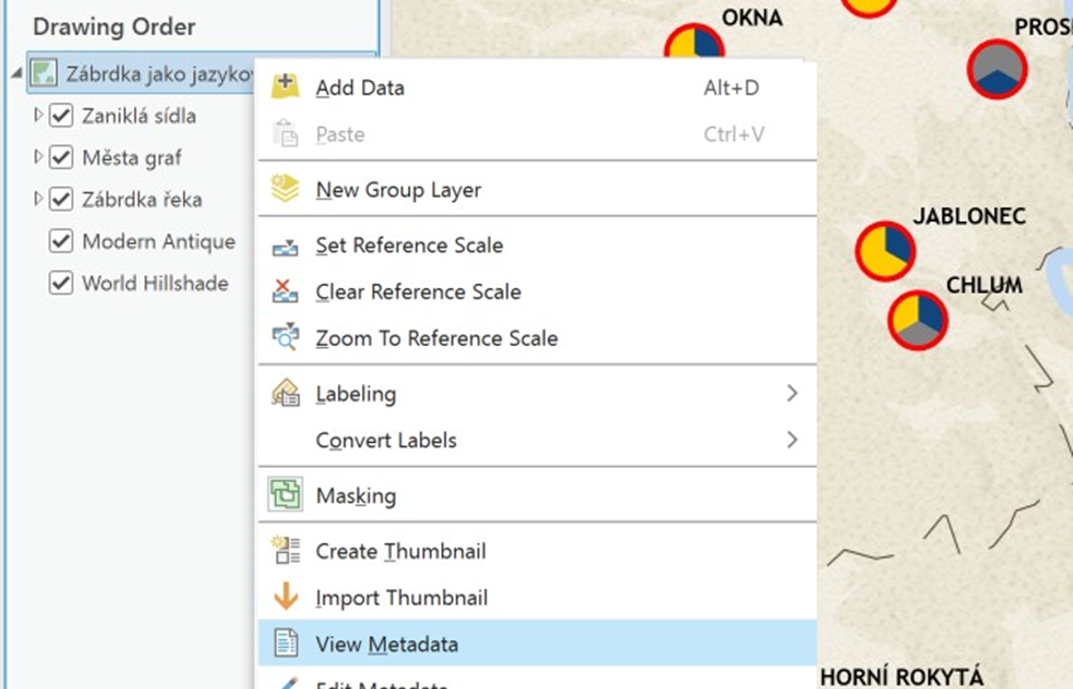 Drawing Order
Zábrdka jako jazykov
Zaniklá sídla
Města graf
Zábrdka řeka
Modern Antique
World Hillshade
Add Data Alt+D
Paste Ctrl+V
New Group Layer
Set Reference Scale
Clear Reference Scale
Zoom To Reference Scale
Labeling
Convert Labels
Masking
Create Thumbnail
Import Thumbnail
View Metadata
Edit Metadata
OKNA
PROS
JABLONEC
CHLUM
HORNÍ ROKYTÁ